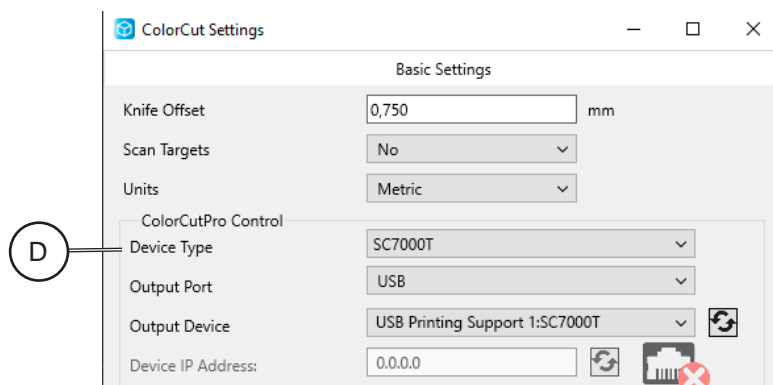 ColorCut Settings
Basic Settings
Knife Offset 0,750 mm
Scan Targets No
Units Metric
ColorCutPro Control
D Device Type SC7000T
Output Port USB
Output Device USB Printing Support 1:SC7000T
Device IP Address: 0.0.0.0